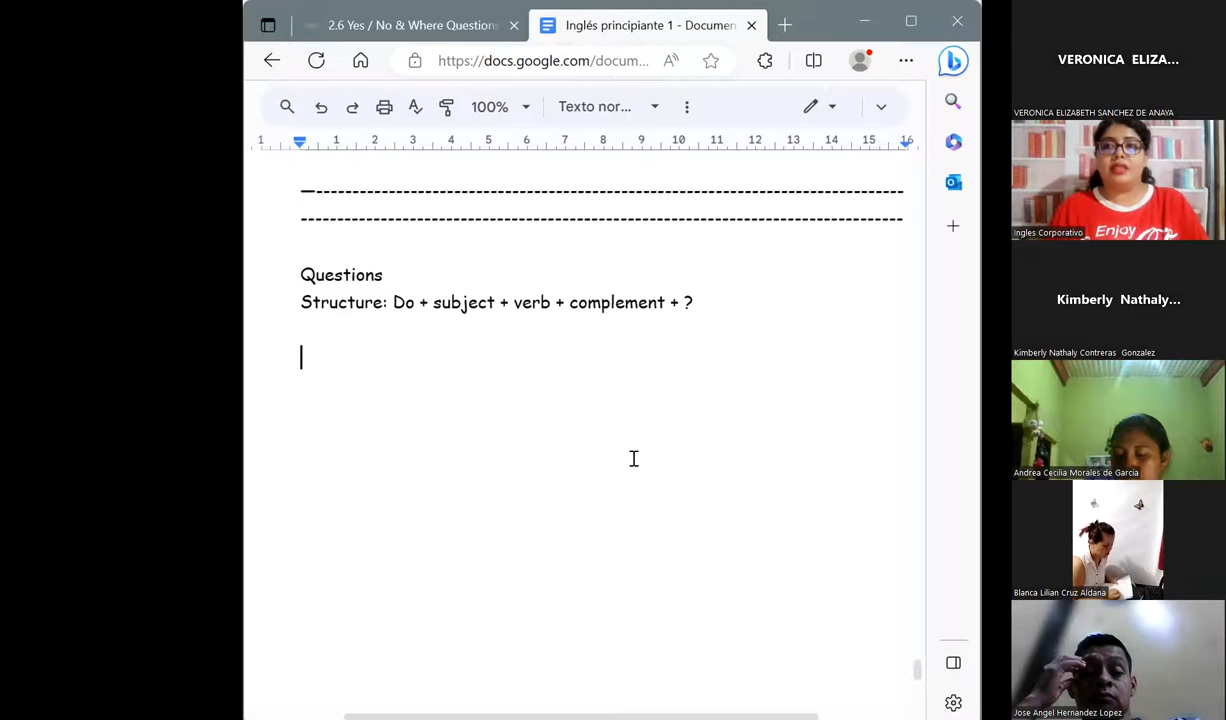 2.6 Yes / No & Where Questions
Inglés principiante 1 - Documen
https://docs.google.com/docum...
100%
Texto nor...
1 1 2 3 4 5 6 7 8 9 10 11 12 13 14 15 16
Questions
Structure: Do + subject + verb + complement + ?
VERONICA ELIZA...
VERONICA ELIZABETH SANCHEZ DE ANAYA
Enjoy
Ingles Corporativo
Kimberly Nathaly...
Kimberly Nathaly Contreras Gonzalez
Andrea Cecilia Morales de Garcia
Blanca Lilian Cruz Aldana
Jose Angel Hernandez Lopez